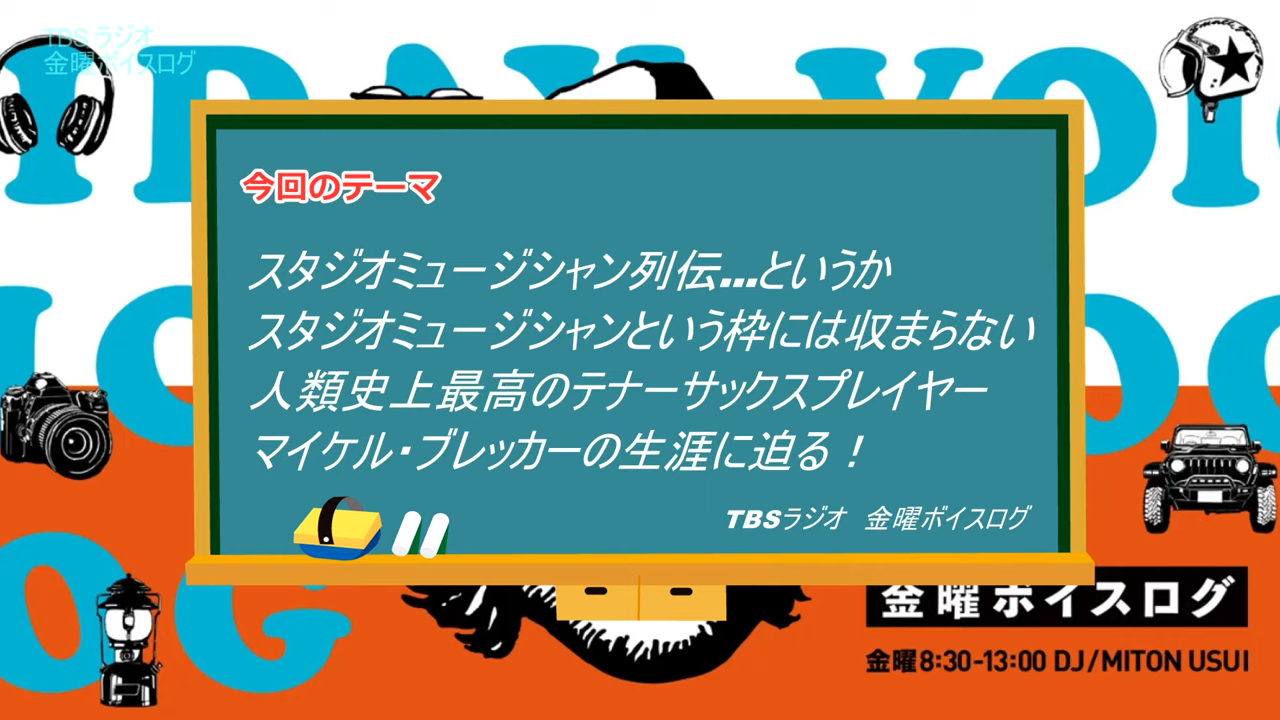 TBSラジオ
金曜ボイスログ
今回のテーマ
スタジオミュージシャン列伝...というか
スタジオミュージシャンという枠には収まらない
人類史上最高のテナーサックスプレイヤー
マイケル・ブレッカーの生涯に迫る！
TBSラジオ 金曜ボイスログ
金曜ボイスログ
金曜8:30-13:00 DJ/MITON USUI